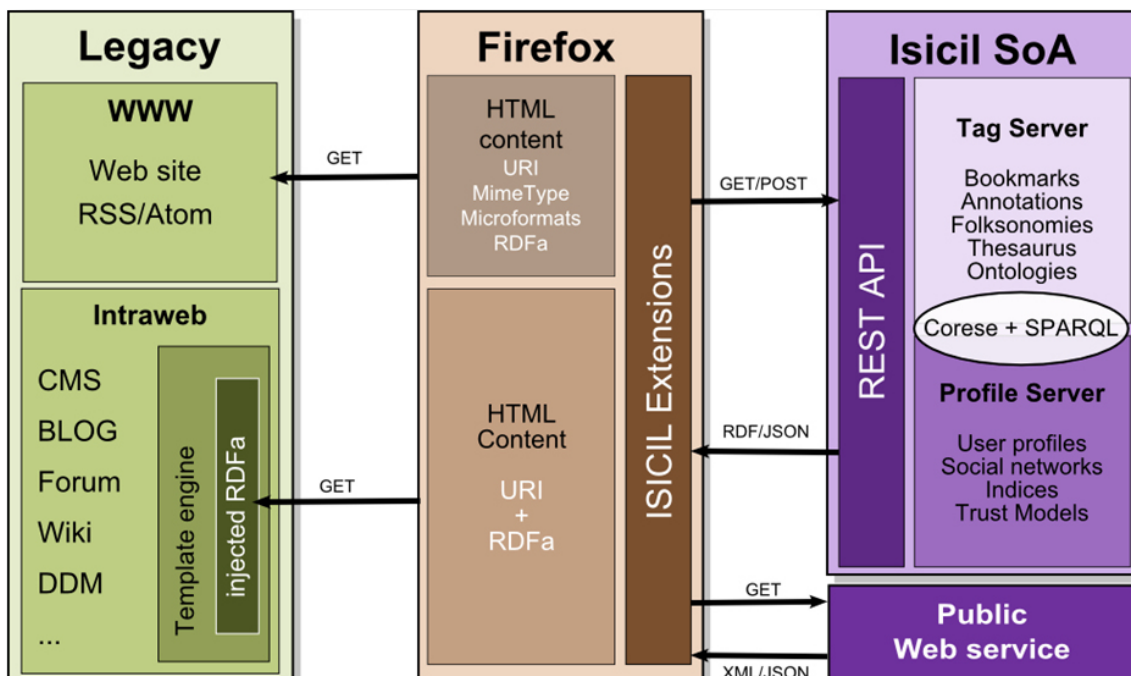 Legacy
WWW
Web site
RSS/Atom
Intraweb
CMS
BLOG
Forum
Wiki
DDM
...
Template engine
injected RDFa
GET
GET
Firefox
HTML
content
URI
MimeType
Microformats
RDFa
HTML
Content
URI
+
RDFa
ISICIL Extensions
GET/POST
RDF/JSON
GET
XML/JSON
Isicil SoA
REST API
Tag Server
Bookmarks
Annotations
Folksonomies
Thesaurus
Ontologies
Corese + SPARQL
Profile Server
User profiles
Social networks
Indices
Trust Models
Public
Web service